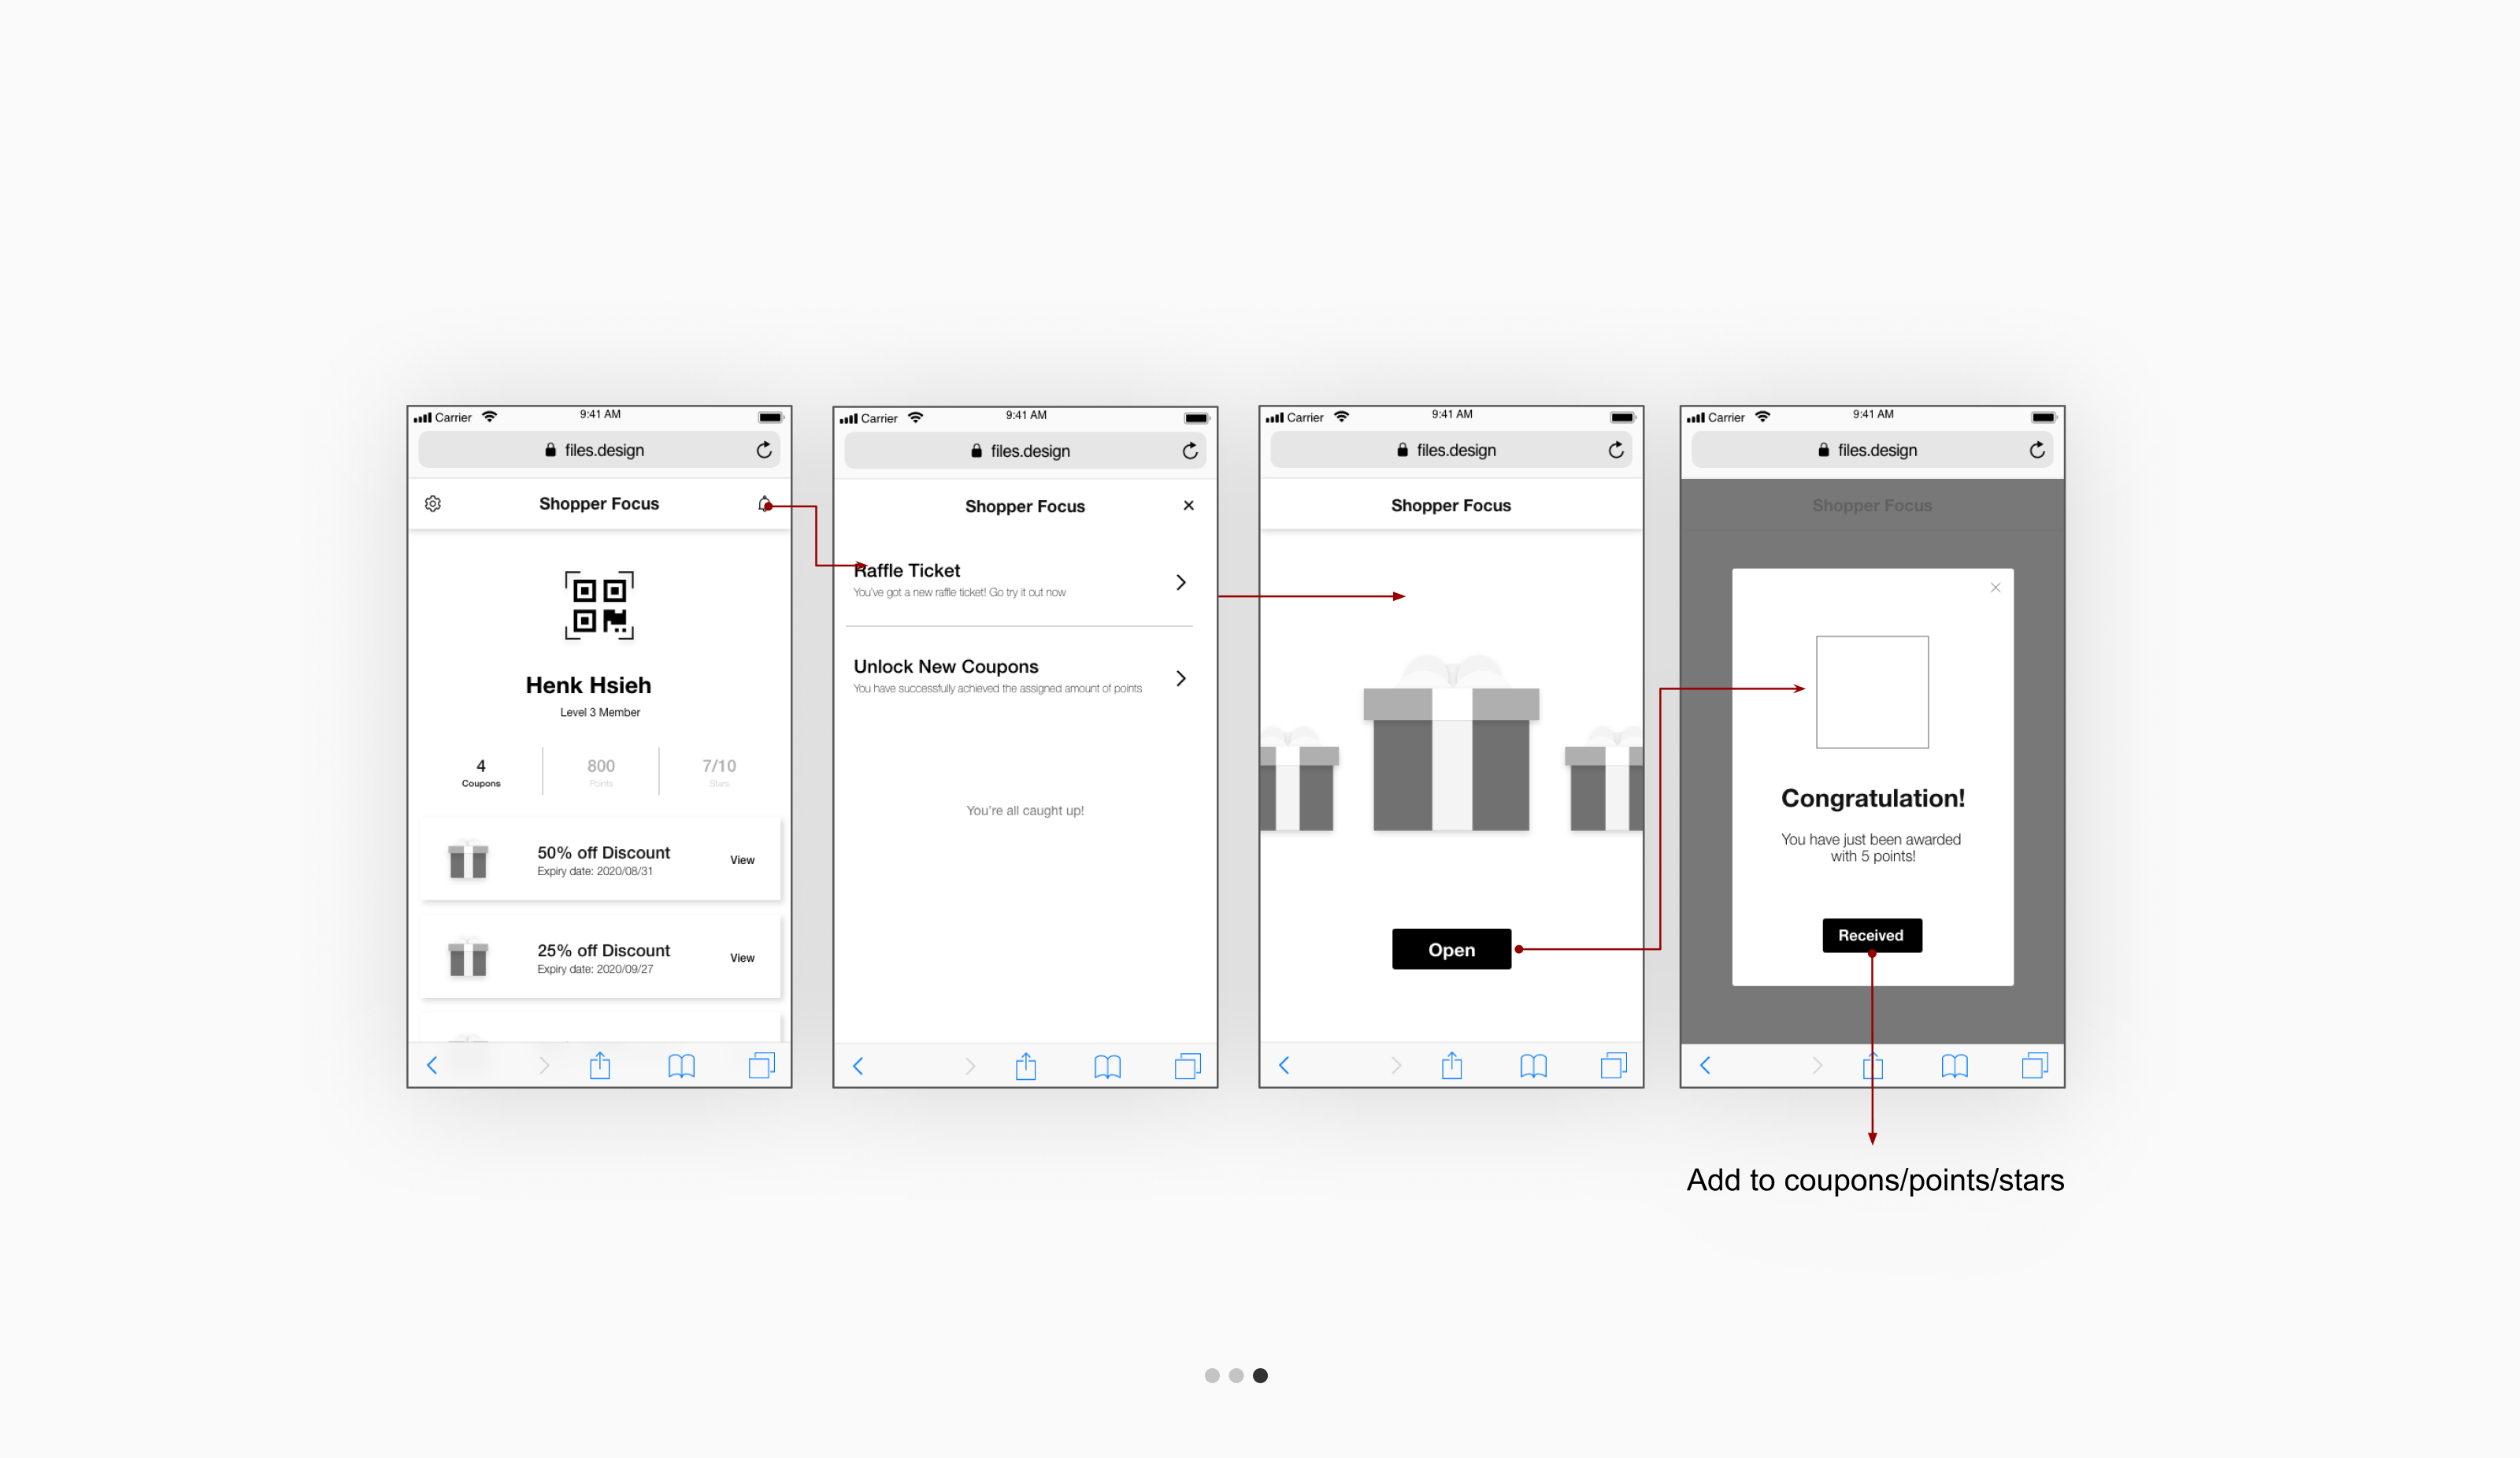 Carrier
9:41 AM
files.design
Shopper Focus
Henk Hsieh
Level 3 Member
4
Coupons
800
Points
7/10
Stars
50% off Discount
Expiry date: 2020/08/31
View
25% off Discount
Expiry date: 2020/09/27
View
Carrier
9:41 AM
files.design
Shopper Focus
Raffle Ticket
You've got a new raffle ticket! Go try it out now
Unlock New Coupons
You have successfully achieved the assigned amount of points
You're all caught up!
Carrier
9:41 AM
files.design
Shopper Focus
Open
Carrier
9:41 AM
files.design
Shopper Focus
Congratulation!
You have just been awarded
with 5 points!
Received
Add to coupons/points/stars